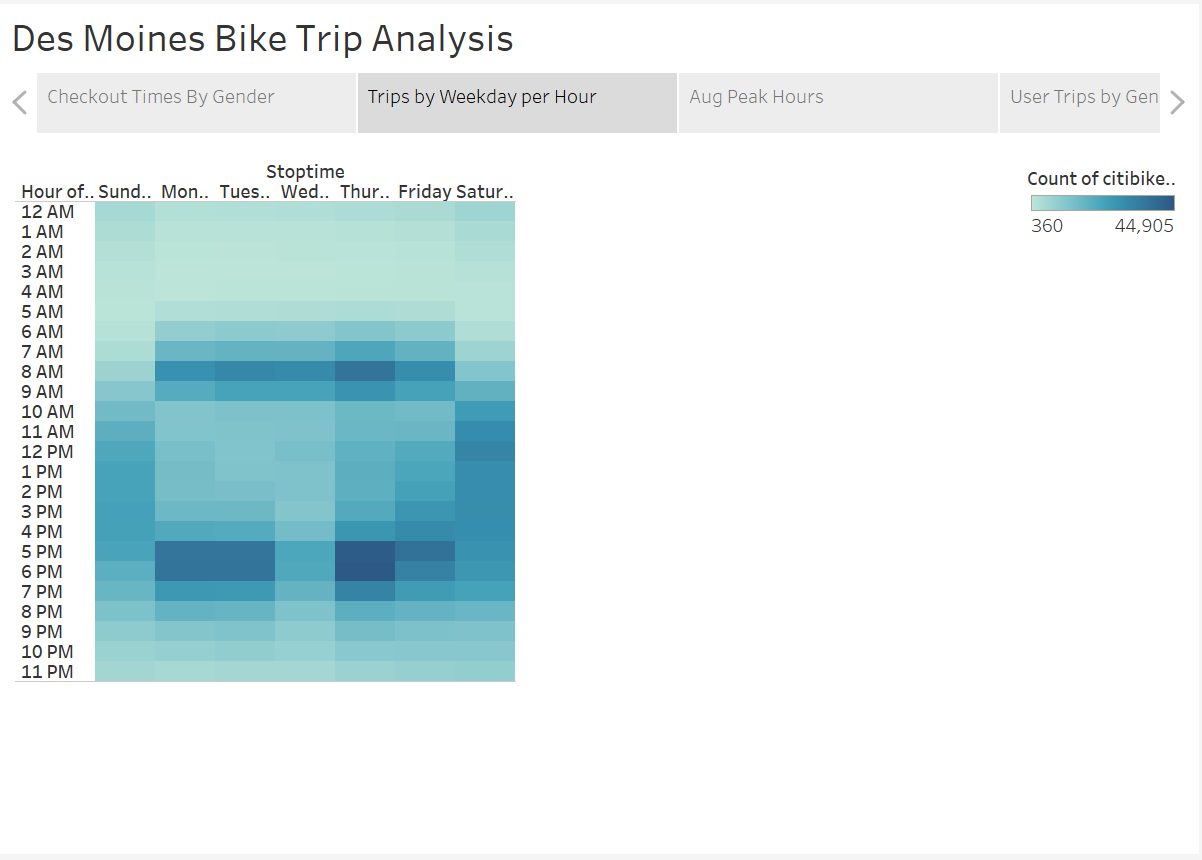 Des Moines Bike Trip Analysis
Checkout Times By Gender
Trips by Weekday per Hour
Aug Peak Hours
User Trips by Gen
Stoptime
Hour of.. Sund.. Mon.. Tues.. Wed.. Thur.. Friday Satur..
12 AM
1 AM
2 AM
3 AM
4 AM
5 AM
6 AM
7 AM
8 AM
9 AM
10 AM
11 AM
12 PM
1 PM
2 PM
3 PM
4 PM
5 PM
6 PM
7 PM
8 PM
9 PM
10 PM
11 PM
Count of citibike..
360 44,905